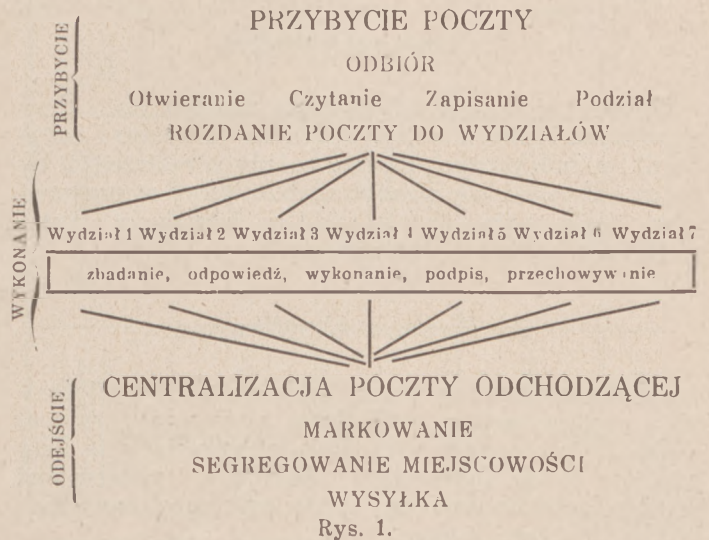 PRZYBYCIE
PRZYBYCIE POCZTY
ODBIÓR
Otwieranie Czytanie Zapisanie Podział
ROZDANIE POCZTY DO WYDZIAŁÓW
WYKONANIE
Wydział 1 Wydział 2 Wydział 3 Wydział 4 Wydział 5 Wydział 6 Wydział 7
zbadanie, odpowiedź, wykonanie, podpis, przechowywanie
ODEJŚCIE
CENTRALIZACJA POCZTY ODCHODZĄCEJ
MARKOWANIE
SEGREGOWANIE MIEJSCOWOŚCI
WYSYŁKA
Rys. 1.